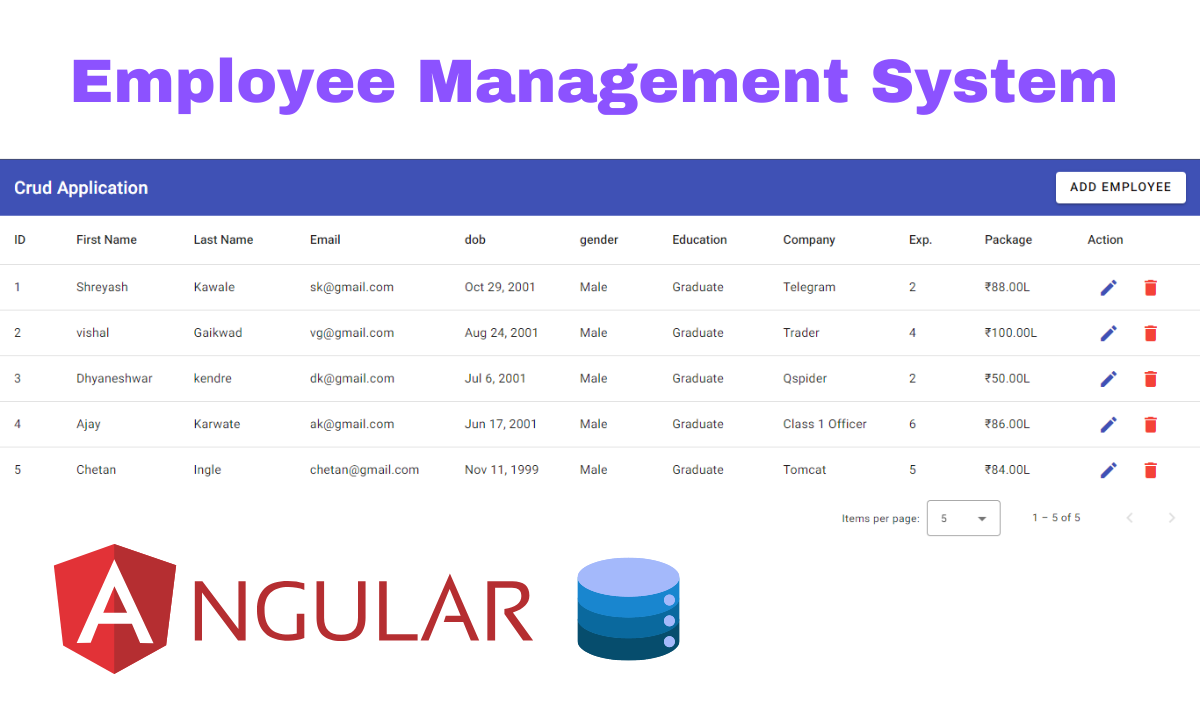 Employee Management System
Crud Application ADD EMPLOYEE
ID First Name Last Name Email dob gender Education Company Exp. Package Action
1 Shreyash Kawale sk@gmail.com Oct 29, 2001 Male Graduate Telegram 2 ₹88.00L
2 vishal Gaikwad vg@gmail.com Aug 24, 2001 Male Graduate Trader 4 ₹100.00L
3 Dhyaneshwar kendre dk@gmail.com Jul 6, 2001 Male Graduate Qspider 2 ₹50.00L
4 Ajay Karwate ak@gmail.com Jun 17, 2001 Male Graduate Class 1 Officer 6 ₹86.00L
5 Chetan Ingle chetan@gmail.com Nov 11, 1999 Male Graduate Tomcat 5 ₹84.00L
Items per page: 5 1 – 5 of 5
ANGULAR